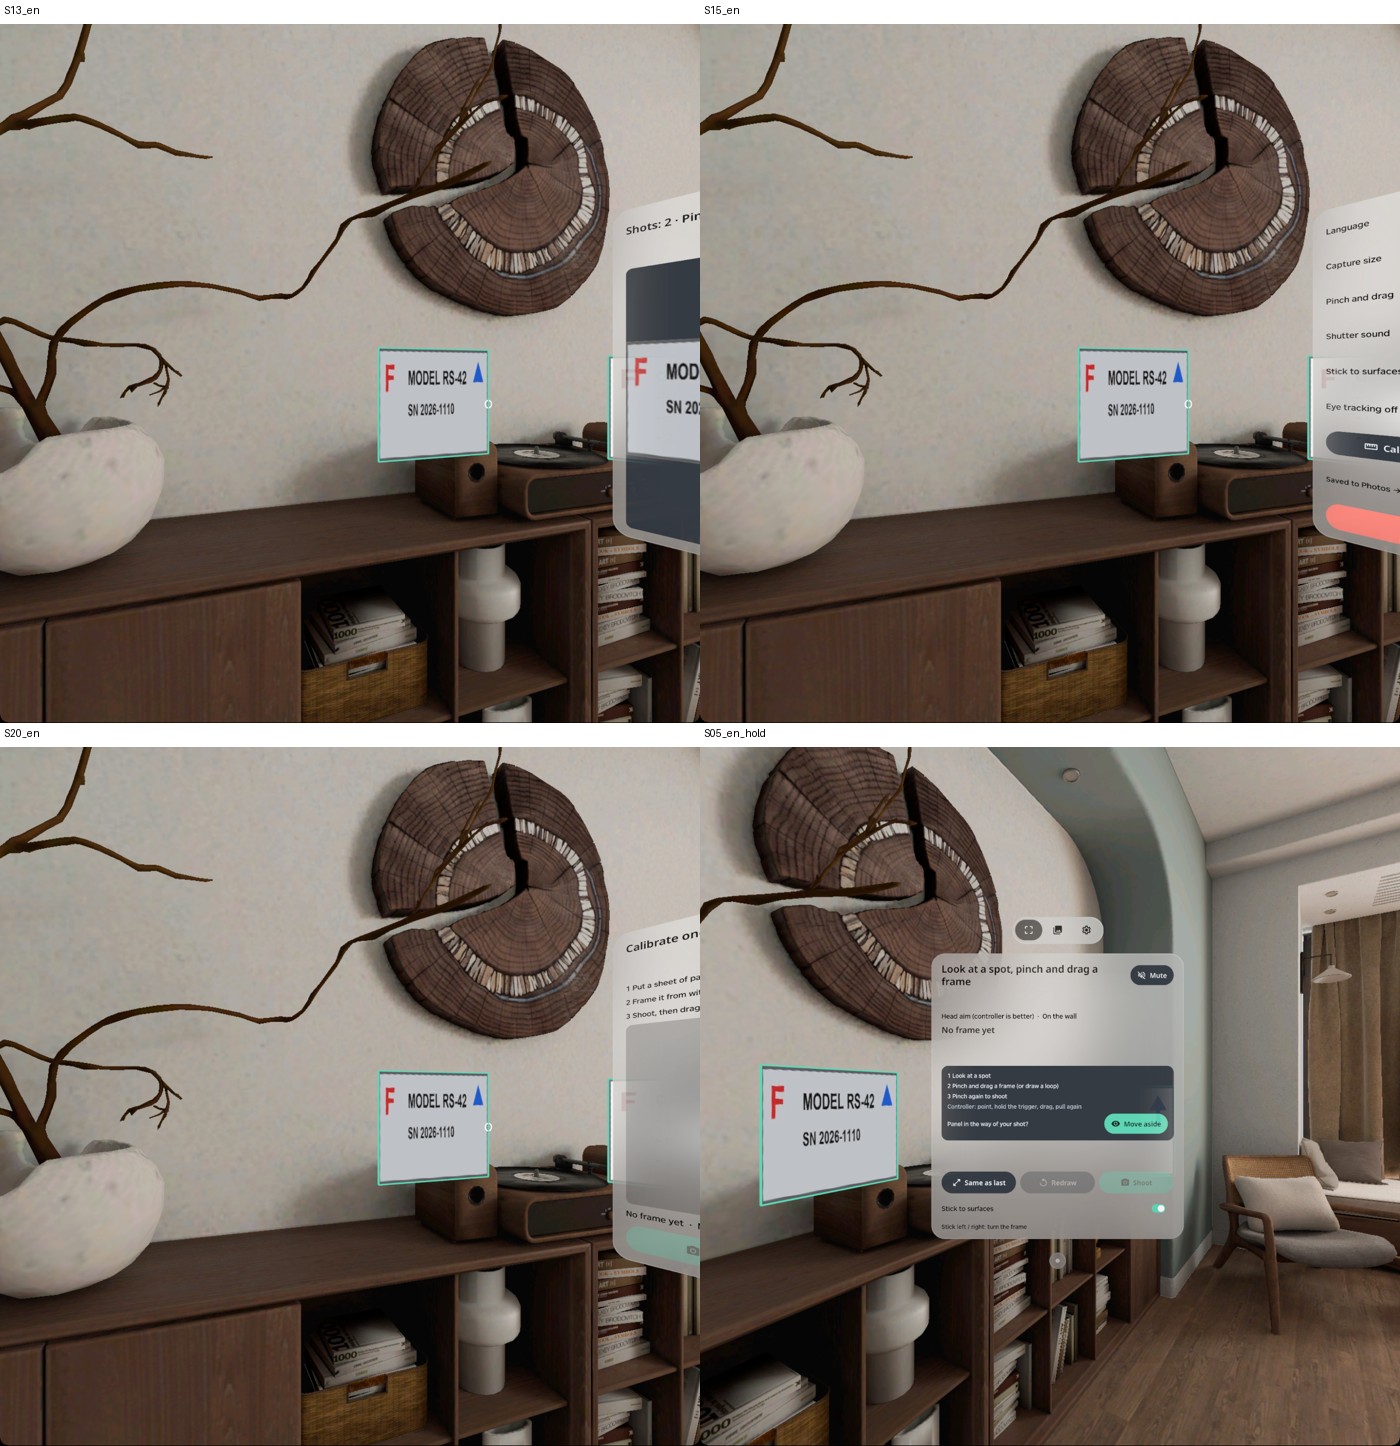 S13_en
Shots: 2 · Pin
F MODEL RS-42
SN 2026-1110
F MOD
SN 20
1000
S15_en
Language
Capture size
Pinch and drag
Shutter sound
Stick to surfaces
Eye tracking off
Cal
Saved to Photos →
F MODEL RS-42
SN 2026-1110
1000
S20_en
Calibrate on
1 Put a sheet of pa
2 Frame it from wi
3 Shoot, then drag
F MODEL RS-42
SN 2026-1110
No frame yet ·
1000
S05_en_hold
Look at a spot, pinch and drag a
frame
Mute
Head aim (controller is better) · On the wall
No frame yet
1 Look at a spot
2 Pinch and drag a frame (or draw a loop)
3 Pinch again to shoot
Controller: point, hold the trigger, drag, pull again
Panel in the way of your shot?
Move aside
Same as last
Redraw
Shoot
Stick to surfaces
Stick left / right: turn the frame
F MODEL RS-42
SN 2026-1110